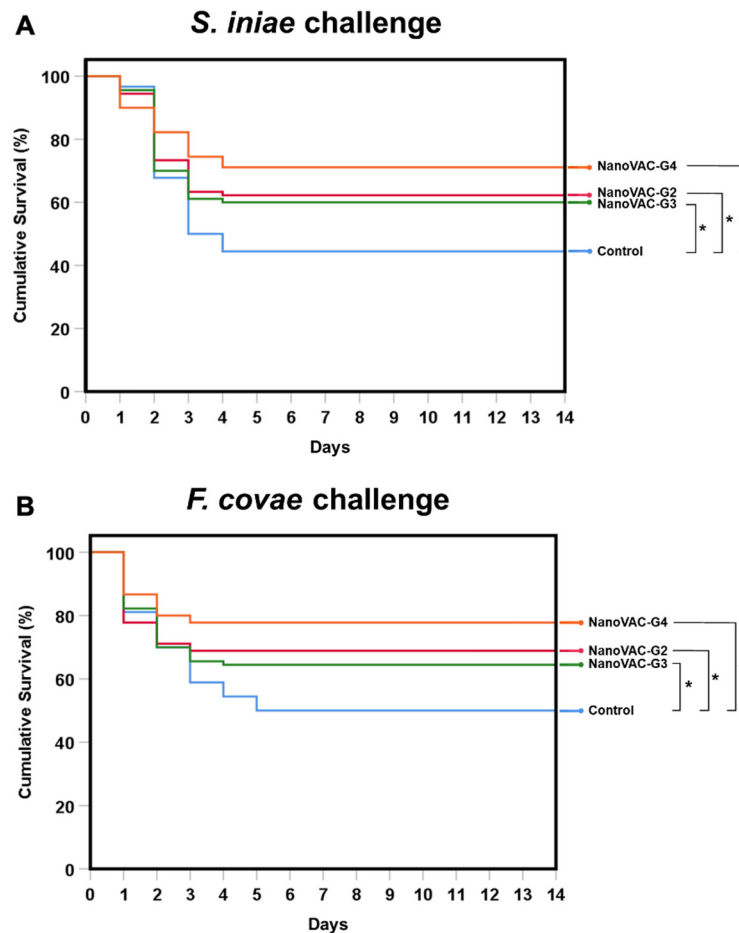 A
S. iniae challenge
Cumulative Survival (%)
100
80
60
40
20
0
NanoVAC-G4
NanoVAC-G2
NanoVAC-G3
Control
*
*
0 1 2 3 4 5 6 7 8 9 10 11 12 13 14
Days
B
F. covae challenge
Cumulative Survival (%)
100
80
60
40
20
0
NanoVAC-G4
NanoVAC-G2
NanoVAC-G3
Control
*
*
0 1 2 3 4 5 6 7 8 9 10 11 12 13 14
Days